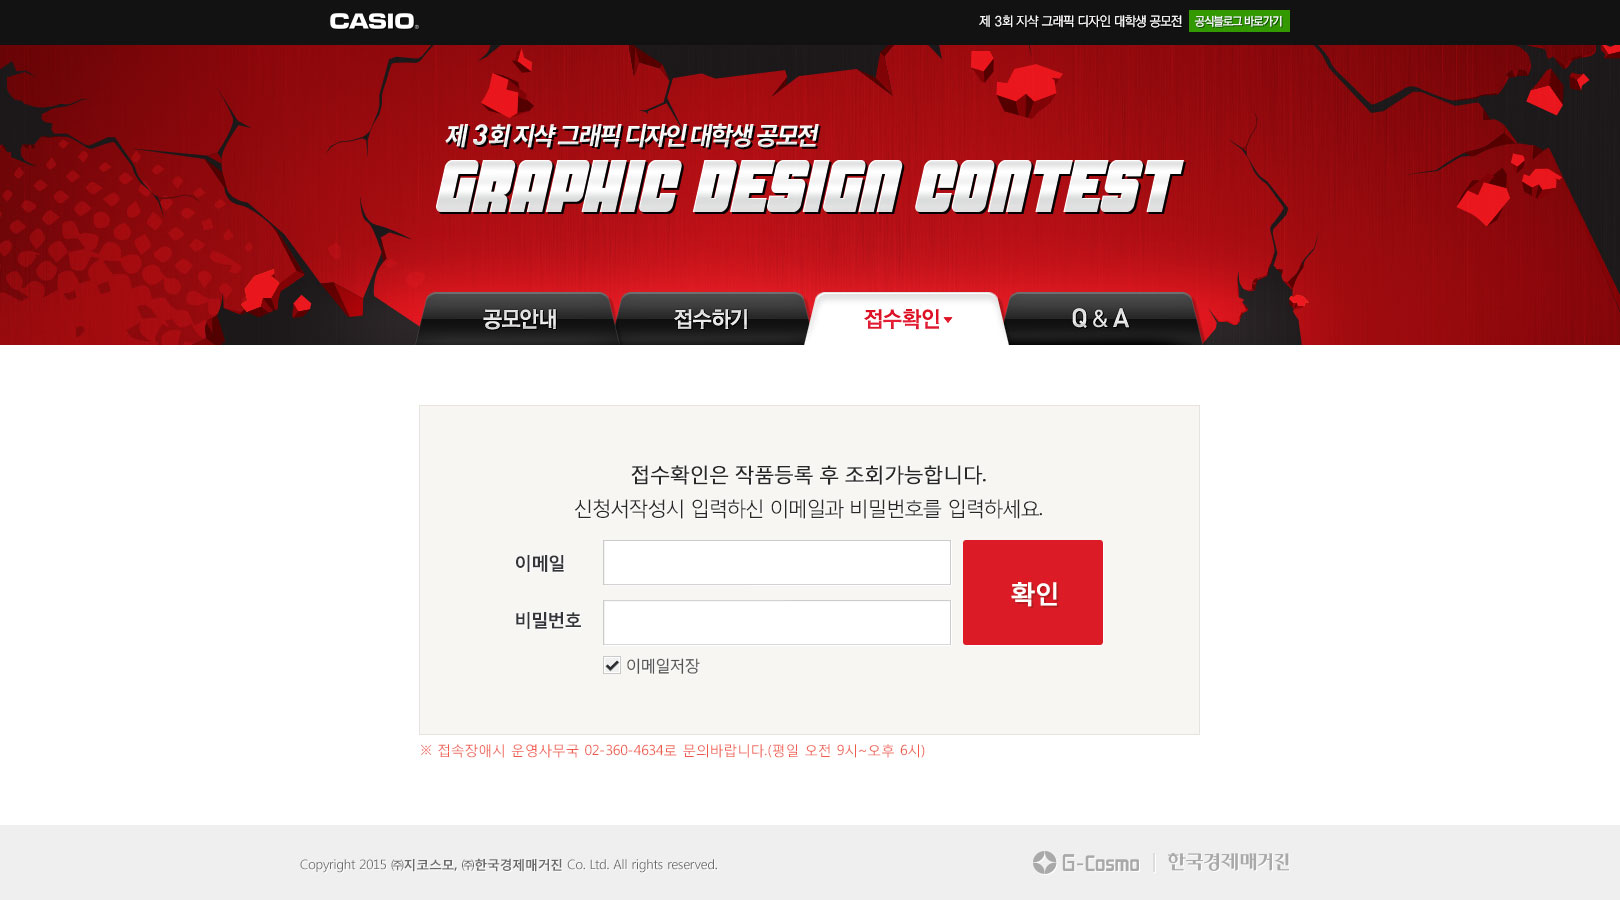 CASIO
제 3회 지샥 그래픽 디자인 대학생 공모전 공식블로그 바로가기
제 3회 지샥 그래픽 디자인 대학생 공모전
GRAPHIC DESIGN CONTEST
공모안내 접수하기 접수확인 Q & A
접수확인은 작품등록 후 조회가능합니다.
신청서작성시 입력하신 이메일과 비밀번호를 입력하세요.
이메일
확인
비밀번호
이메일저장
※ 접속장애시 운영사무국 02-360-4634로 문의바랍니다.(평일 오전 9시~오후 6시)
Copyright 2015 ㈜지코스모, ㈜한국경제매거진 Co. Ltd. All rights reserved.
G-Cosmo 한국경제매거진